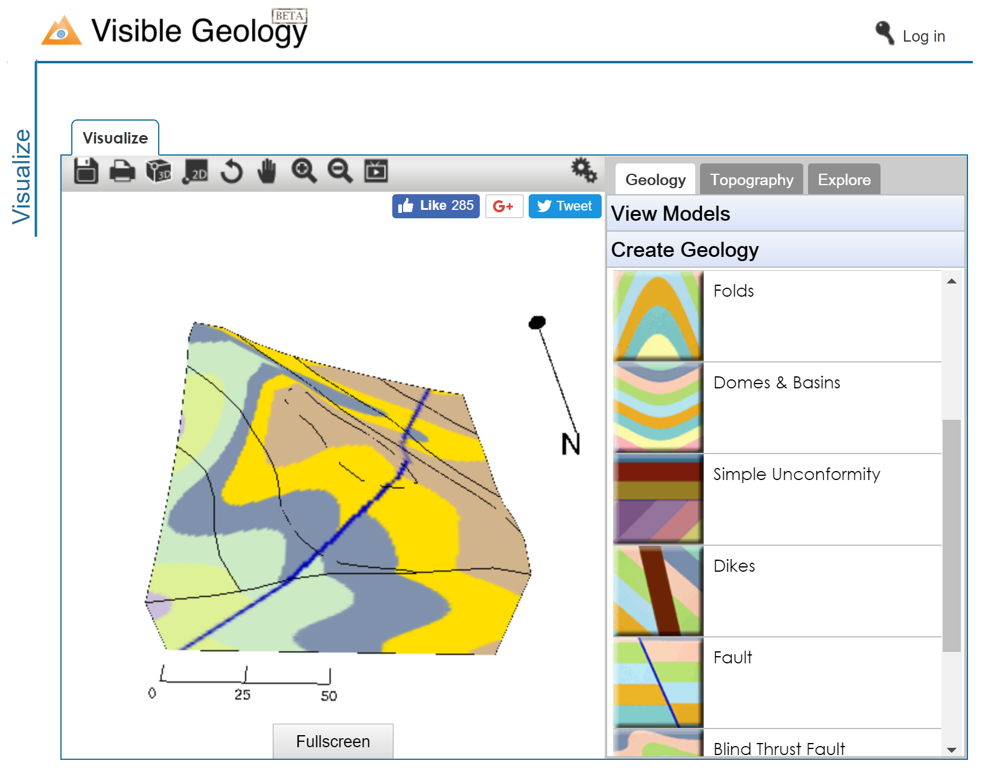 BETA
Visible Geology
Log in
Visualize
Visualize
3D
2D
Like 285
G+
Tweet
Geology
Topography
Explore
View Models
Create Geology
Folds
Domes & Basins
Simple Unconformity
Dikes
Fault
Blind Thrust Fault
N
0
25
50
Fullscreen